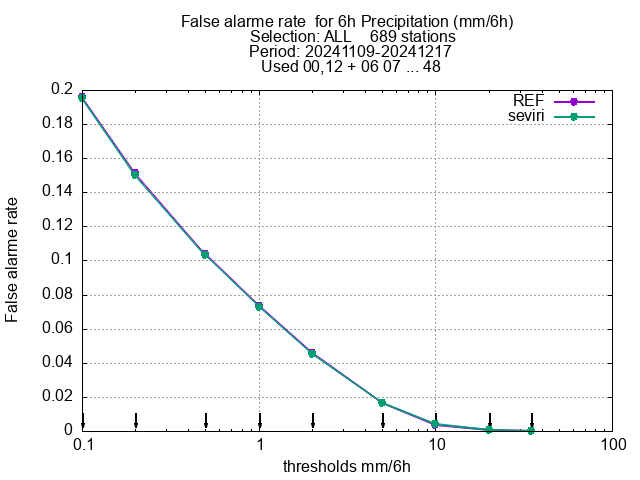 False alarme rate  for 6h Precipitation (mm/6h)
Selection: ALL    689 stations
Period: 20241109-20241217
Used 00,12 + 06 07 ... 48
REF
seviri
0.2
0.18
0.16
0.14
0.12
0.1
0.08
0.06
0.04
0.02
0
False alarme rate
0.1 1 10 100
thresholds mm/6h